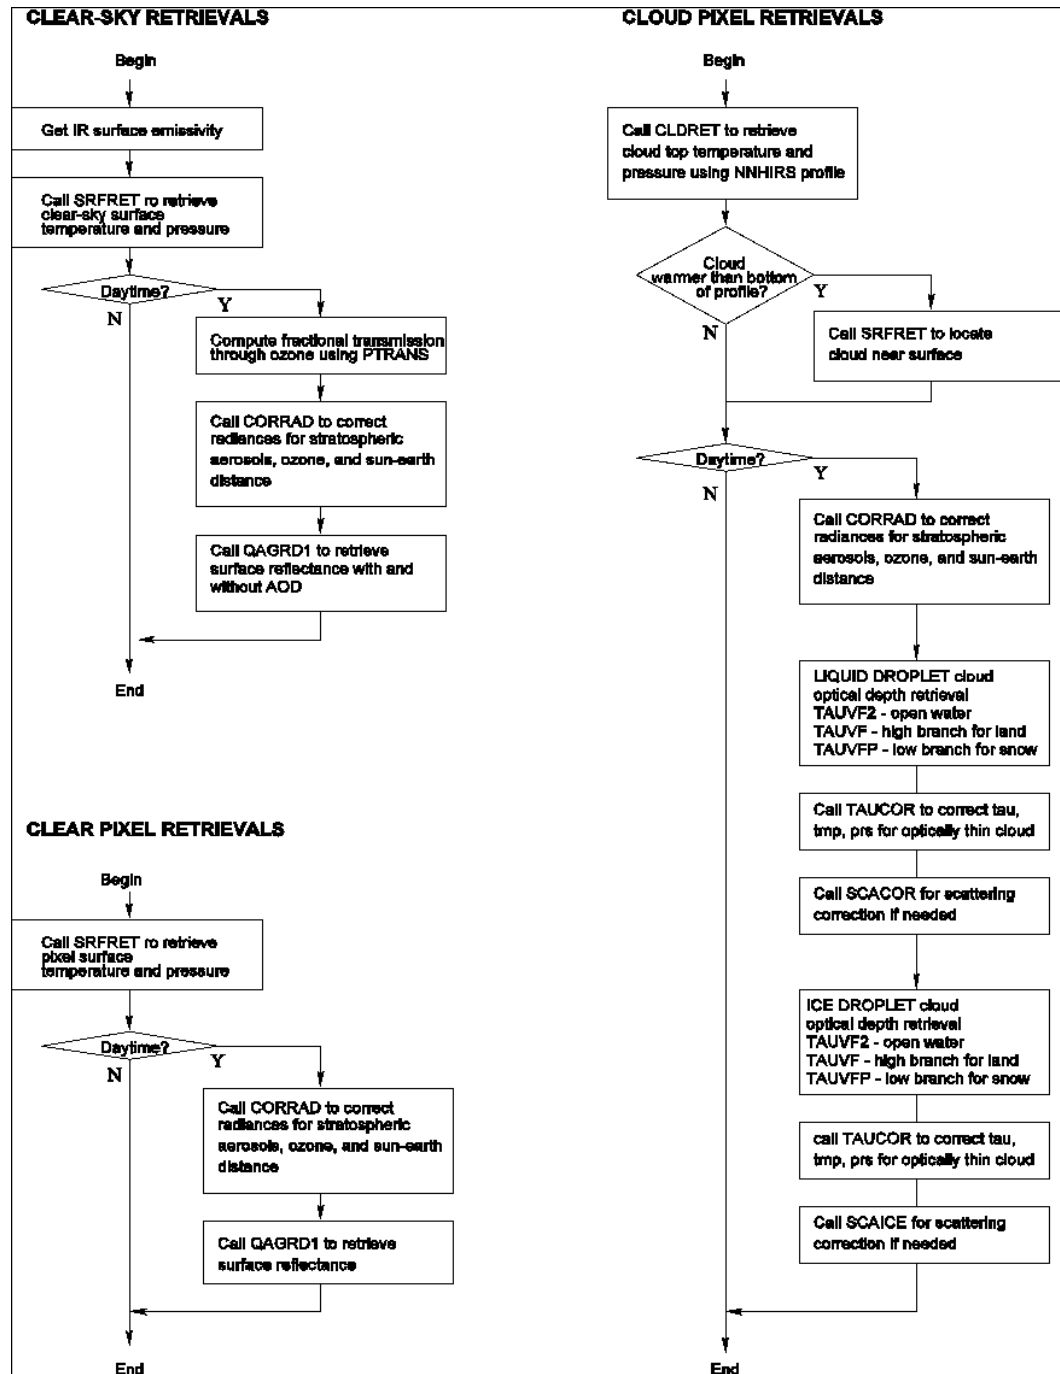 CLEAR-SKY RETRIEVALS
Begin
Get IR surface emissivity
Call SRFRET ro retrieve
clear-sky surface
temperature and pressure
Daytime?
N
Y
Compute fractional transmission
through ozone using PTRANS
Call CORRAD to correct
radiances for stratospheric
aerosols, ozone, and sun-earth
distance
Call QAGRD1 to retrieve
surface reflectance with and
without AOD
End
CLEAR PIXEL RETRIEVALS
Begin
Call SRFRET ro retrieve
pixel surface
temperature and pressure
Daytime?
N
Y
Call CORRAD to correct
radiances for stratospheric
aerosols, ozone, and sun-earth
distance
Call QAGRD1 to retrieve
surface reflectance
End
CLOUD PIXEL RETRIEVALS
Begin
Call CLDRET to retrieve
cloud top temperature and
pressure using NNHIRS profile
Cloud
warmer than bottom
of profile?
Y
N
Call SRFRET to locate
cloud near surface
Daytime?
Y
N
Call CORRAD to correct
radiances for stratospheric
aerosols, ozone, and sun-earth
distance
LIQUID DROPLET cloud
optical depth retrieval
TAUVF2 - open water
TAUVF - high branch for land
TAUVFP - low branch for snow
Call TAUCOR to correct tau,
tmp, prs for optically thin cloud
Call SCACOR for scattering
correction if needed
ICE DROPLET cloud
optical depth retrieval
TAUVF2 - open water
TAUVF - high branch for land
TAUVFP - low branch for snow
call TAUCOR to correct tau,
tmp, prs for optically thin cloud
Call SCAICE for scattering
correction if needed
End